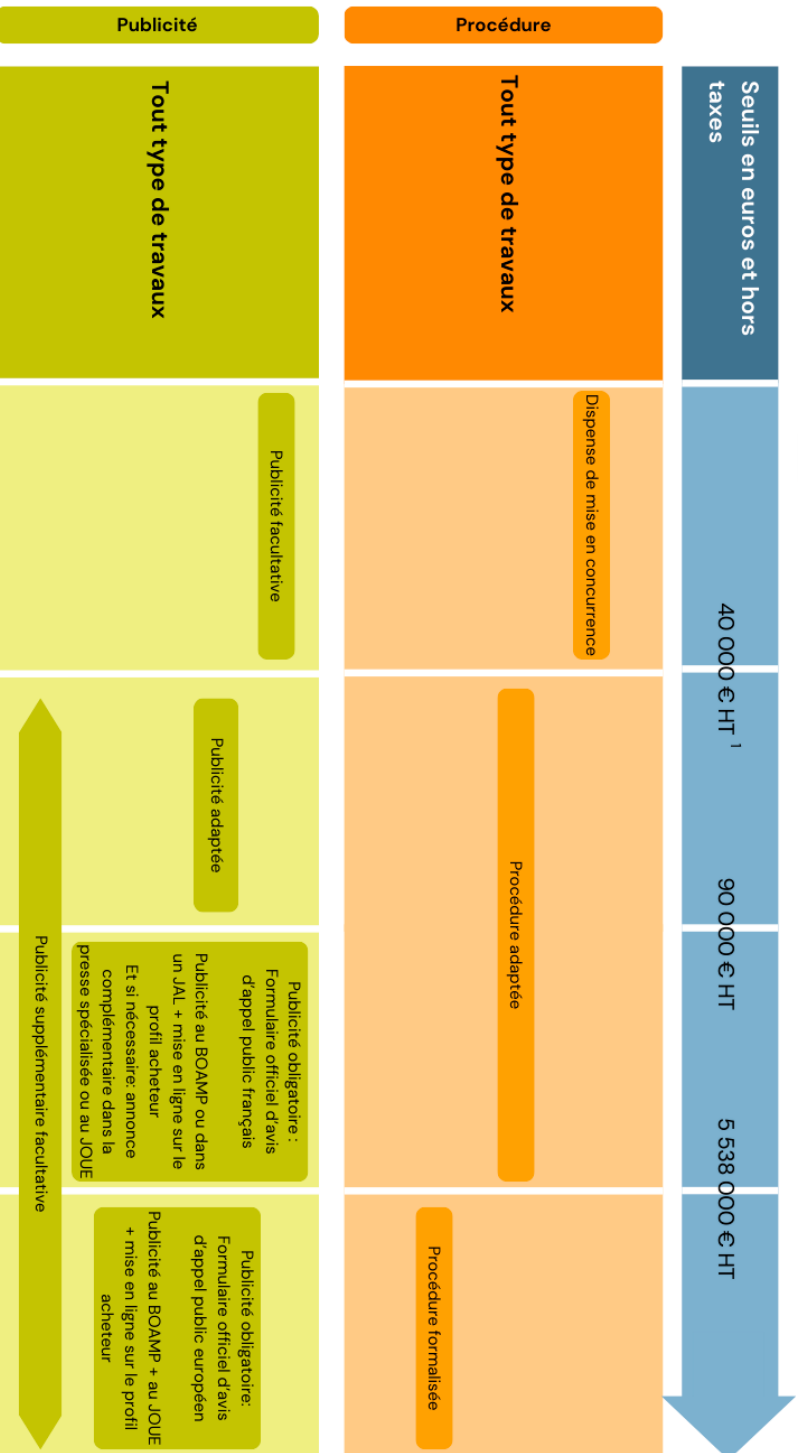 Publicité
Procédure
Seuils en euros et hors
taxes
40 000 € HT 1
90 000 € HT
5 538 000 € HT
Tout type de travaux
Dispense de mise en concurrence
Procédure adaptée
Procédure formalisée
Tout type de travaux
Publicité facultative
Publicité adaptée
Publicité obligatoire :
Formulaire officiel d'avis
d'appel public français
Publicité au BOAMP ou dans
un JAL + mise en ligne sur le
profil acheteur
Et si nécessaire: annonce
complémentaire dans la
presse spécialisée ou au JOUE
Publicité obligatoire:
Formulaire officiel d'avis
d'appel public européen
Publicité au BOAMP + au JOUE
+ mise en ligne sur le profil
acheteur
Publicité supplémentaire facultative